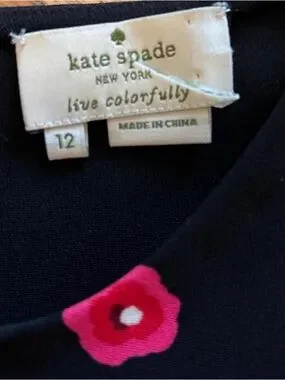 kate spade
NEW YORK
live colorfully
12
MADE IN CHINA